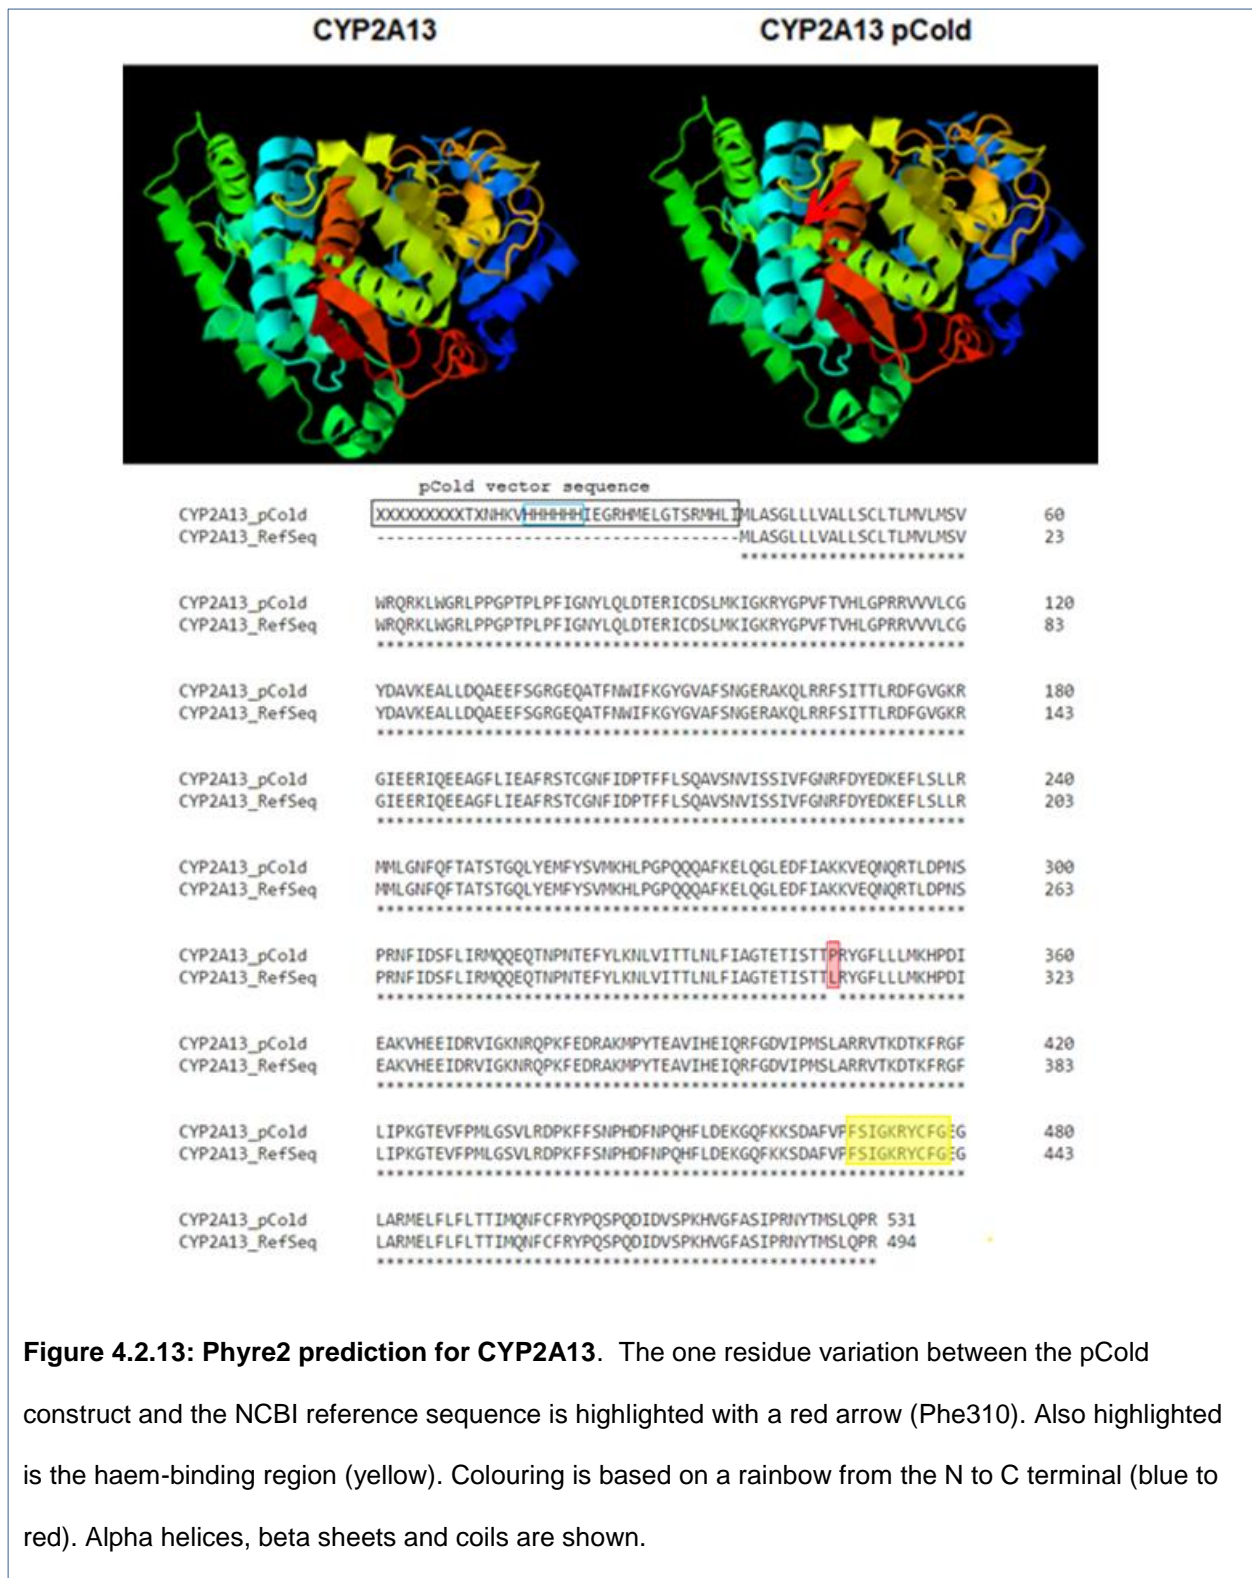 CYP2A13 CYP2A13 pCold
pCold vector sequence
CYP2A13_pCold XXXXXXXXXXTXNHKVHHHHHHIEGRHMELGTSRMHLIMLASGLLLVALLSCLTLMVLMSV 60
CYP2A13_RefSeq -------------------------------------MLASGLLLVALLSCLTLMVLMSV 23
***********************
CYP2A13_pCold WRQRKLWGRLPPGPTPLPFIGNYLQLDTERICDSLMKIGKRYGPVFTVHLGPRRVVVLCG 120
CYP2A13_RefSeq WRQRKLWGRLPPGPTPLPFIGNYLQLDTERICDSLMKIGKRYGPVFTVHLGPRRVVVLCG 83
************************************************************
CYP2A13_pCold YDAVKEALLDQAEEFSGRGEQATFNWIFKGYGVAFSNGERAKQLRRFSITTLRDFGVGKR 180
CYP2A13_RefSeq YDAVKEALLDQAEEFSGRGEQATFNWIFKGYGVAFSNGERAKQLRRFSITTLRDFGVGKR 143
************************************************************
CYP2A13_pCold GIEERIQEEAGFLIEAFRSTCGNFIDPTFFLSQAVSNVISSIVFGNRFDYEDKEFLSLLR 240
CYP2A13_RefSeq GIEERIQEEAGFLIEAFRSTCGNFIDPTFFLSQAVSNVISSIVFGNRFDYEDKEFLSLLR 203
************************************************************
CYP2A13_pCold MMLGNFQFTATSTGQLYEMFYSVMKHLPGPQQQAFKELQGLEDFIAKKVEQNQRTLDPNS 300
CYP2A13_RefSeq MMLGNFQFTATSTGQLYEMFYSVMKHLPGPQQQAFKELQGLEDFIAKKVEQNQRTLDPNS 263
************************************************************
CYP2A13_pCold PRNFIDSFLIRMQQEQTNPNTEFYLKNLVITTLNLFIAGTETISTTPRYGFLLLMKHPDI 360
CYP2A13_RefSeq PRNFIDSFLIRMQQEQTNPNTEFYLKNLVITTLNLFIAGTETISTTLRYGFLLLMKHPDI 323
********************************************** *************
CYP2A13_pCold EAKVHEEIDRVIGKNRQPKFEDRAKMPYTEAVIHEIQRFGDVIPMSLARRVTKDTKFRGF 420
CYP2A13_RefSeq EAKVHEEIDRVIGKNRQPKFEDRAKMPYTEAVIHEIQRFGDVIPMSLARRVTKDTKFRGF 383
************************************************************
CYP2A13_pCold LIPKGTEVFPMLGSVLRDPKFFSNPHDFNPQHFLDEKGQFKKSDAFVPFSIGKRYCFGEG 480
CYP2A13_RefSeq LIPKGTEVFPMLGSVLRDPKFFSNPHDFNPQHFLDEKGQFKKSDAFVPFSIGKRYCFGEG 443
************************************************************
CYP2A13_pCold LARMELFLFLTTIMQNFCFRYPQSPQDIDVSPKHVGFASIPRNYTMSLQPR 531
CYP2A13_RefSeq LARMELFLFLTTIMQNFCFRYPQSPQDIDVSPKHVGFASIPRNYTMSLQPR 494
***************************************************
Figure 4.2.13: Phyre2 prediction for CYP2A13. The one residue variation between the pCold
construct and the NCBI reference sequence is highlighted with a red arrow (Phe310). Also highlighted
is the haem-binding region (yellow). Colouring is based on a rainbow from the N to C terminal (blue to
red). Alpha helices, beta sheets and coils are shown.